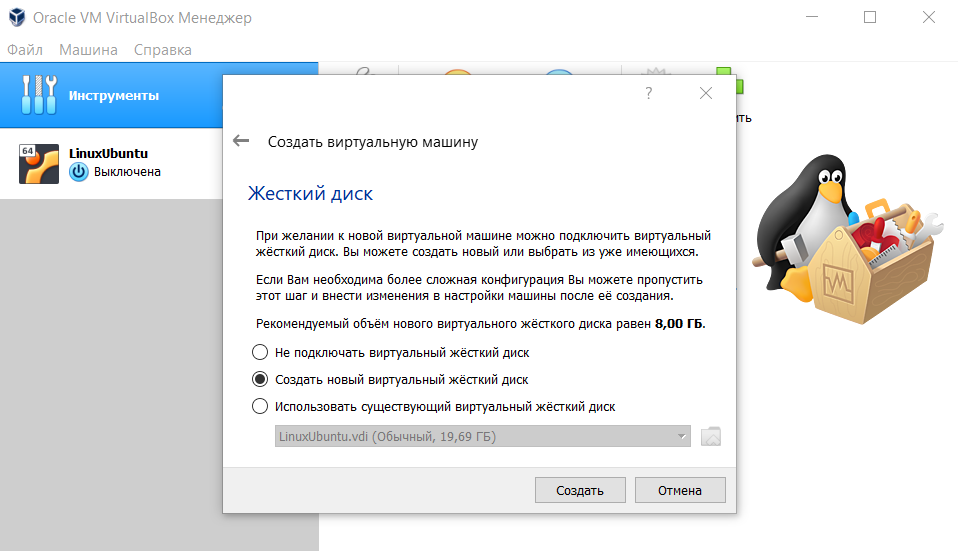 Oracle VM VirtualBox Менеджер
Файл Машина Справка
Инструменты
64
LinuxUbuntu
Выключена
?
Создать виртуальную машину
Жесткий диск
При желании к новой виртуальной машине можно подключить виртуальный
жёсткий диск. Вы можете создать новый или выбрать из уже имеющихся.
Если Вам необходима более сложная конфигурация Вы можете пропустить
этот шаг и внести изменения в настройки машины после её создания.
Рекомендуемый объём нового виртуального жёсткого диска равен 8,00 ГБ.
Не подключать виртуальный жёсткий диск
Создать новый виртуальный жёсткий диск
Использовать существующий виртуальный жёсткий диск
LinuxUbuntu.vdi (Обычный, 19,69 ГБ)
Создать Отмена